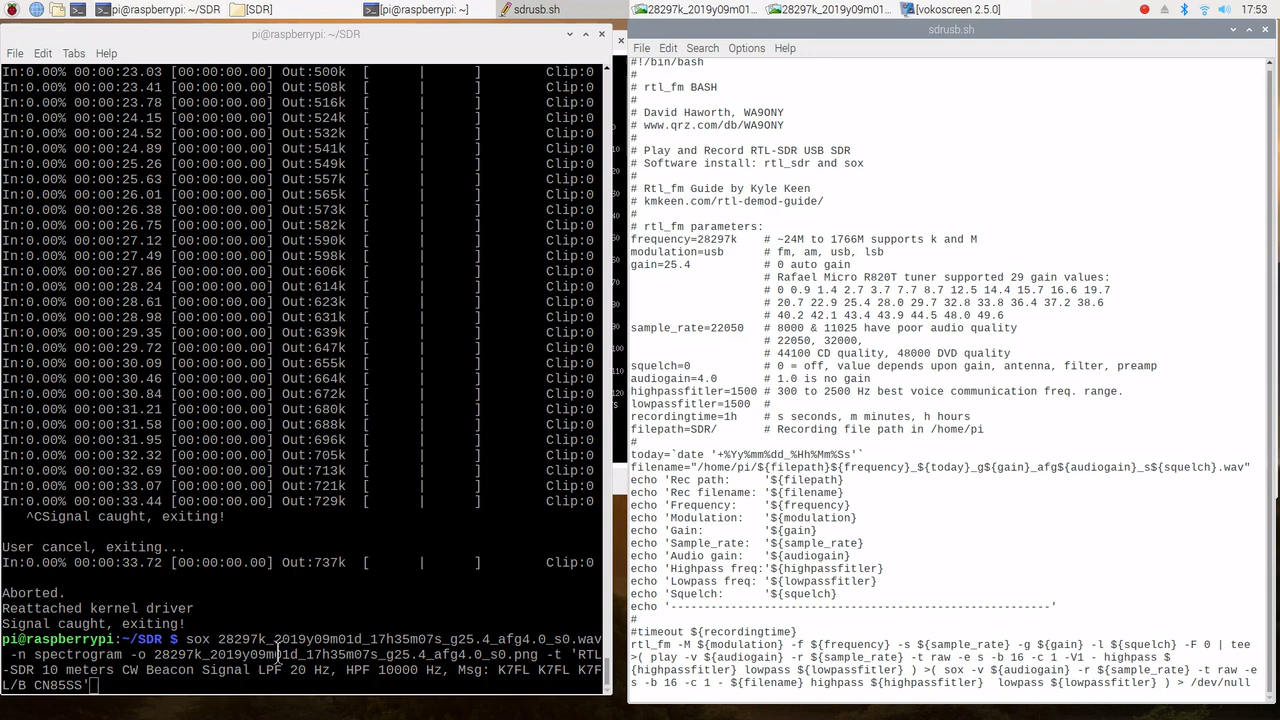 pi@raspberrypi: ~/SDR
[SDR]
[pi@raspberrypi: ~]
sdrusb.sh
28297k_2019y09m01...
28297k_2019y09m01...
[vokoscreen 2.5.0]
17:53
pi@raspberrypi: ~/SDR
File Edit Tabs Help
In:0.00% 00:00:23.03 [00:00:00.00] Out:500k [ | ] Clip:0
In:0.00% 00:00:23.41 [00:00:00.00] Out:508k [ | ] Clip:0
In:0.00% 00:00:23.78 [00:00:00.00] Out:516k [ | ] Clip:0
In:0.00% 00:00:24.15 [00:00:00.00] Out:524k [ | ] Clip:0
In:0.00% 00:00:24.52 [00:00:00.00] Out:532k [ | ] Clip:0
In:0.00% 00:00:24.89 [00:00:00.00] Out:541k [ | ] Clip:0
In:0.00% 00:00:25.26 [00:00:00.00] Out:549k [ | ] Clip:0
In:0.00% 00:00:25.63 [00:00:00.00] Out:557k [ | ] Clip:0
In:0.00% 00:00:26.01 [00:00:00.00] Out:565k [ | ] Clip:0
In:0.00% 00:00:26.38 [00:00:00.00] Out:573k [ | ] Clip:0
In:0.00% 00:00:26.75 [00:00:00.00] Out:582k [ | ] Clip:0
In:0.00% 00:00:27.12 [00:00:00.00] Out:590k [ | ] Clip:0
In:0.00% 00:00:27.49 [00:00:00.00] Out:598k [ | ] Clip:0
In:0.00% 00:00:27.86 [00:00:00.00] Out:606k [ | ] Clip:0
In:0.00% 00:00:28.24 [00:00:00.00] Out:614k [ | ] Clip:0
In:0.00% 00:00:28.61 [00:00:00.00] Out:623k [ | ] Clip:0
In:0.00% 00:00:28.98 [00:00:00.00] Out:631k [ | ] Clip:0
In:0.00% 00:00:29.35 [00:00:00.00] Out:639k [ | ] Clip:0
In:0.00% 00:00:29.72 [00:00:00.00] Out:647k [ | ] Clip:0
In:0.00% 00:00:30.09 [00:00:00.00] Out:655k [ | ] Clip:0
In:0.00% 00:00:30.46 [00:00:00.00] Out:664k [ | ] Clip:0
In:0.00% 00:00:30.84 [00:00:00.00] Out:672k [ | ] Clip:0
In:0.00% 00:00:31.21 [00:00:00.00] Out:680k [ | ] Clip:0
In:0.00% 00:00:31.58 [00:00:00.00] Out:688k [ | ] Clip:0
In:0.00% 00:00:31.95 [00:00:00.00] Out:696k [ | ] Clip:0
In:0.00% 00:00:32.32 [00:00:00.00] Out:705k [ | ] Clip:0
In:0.00% 00:00:32.69 [00:00:00.00] Out:713k [ | ] Clip:0
In:0.00% 00:00:33.07 [00:00:00.00] Out:721k [ | ] Clip:0
In:0.00% 00:00:33.44 [00:00:00.00] Out:729k [ | ] Clip:0
^CSignal caught, exiting!
User cancel, exiting...
In:0.00% 00:00:33.72 [00:00:00.00] Out:737k [ | ] Clip:0
Aborted.
Reattached kernel driver
Signal caught, exiting!
pi@raspberrypi:~/SDR $ sox 28297k_2019y09m01d_17h35m07s_g25.4_afg4.0_s0.wav
-n spectrogram -o 28297k_2019y09m01d_17h35m07s_g25.4_afg4.0_s0.png -t 'RTL
-SDR 10 meters CW Beacon Signal LPF 20 Hz, HPF 10000 Hz, Msg: K7FL K7FL K7F
L/B CN85SS'
sdrusb.sh
File Edit Search Options Help
#!/bin/bash
#
# rtl_fm BASH
#
# David Haworth, WA9ONY
# www.qrz.com/db/WA9ONY
#
# Play and Record RTL-SDR USB SDR
# Software install: rtl_sdr and sox
#
# Rtl_fm Guide by Kyle Keen
# kmkeen.com/rtl-demod-guide/
#
# rtl_fm parameters:
frequency=28297k # ~24M to 1766M supports k and M
modulation=usb # fm, am, usb, lsb
gain=25.4 # 0 auto gain
# Rafael Micro R820T tuner supported 29 gain values:
# 0 0.9 1.4 2.7 3.7 7.7 8.7 12.5 14.4 15.7 16.6 19.7
# 20.7 22.9 25.4 28.0 29.7 32.8 33.8 36.4 37.2 38.6
# 40.2 42.1 43.4 43.9 44.5 48.0 49.6
sample_rate=22050 # 8000 & 11025 have poor audio quality
# 22050, 32000,
# 44100 CD quality, 48000 DVD quality
squelch=0 # 0 = off, value depends upon gain, antenna, filter, preamp
audiogain=4.0 # 1.0 is no gain
highpassfitler=1500 # 300 to 2500 Hz best voice communication freq. range.
lowpassfitler=1500 #
recordingtime=1h # s seconds, m minutes, h hours
filepath=SDR/ # Recording file path in /home/pi
#
today=`date '+%Yy%mm%dd_%Hh%Mm%Ss'`
filename="/home/pi/${filepath}${frequency}_${today}_g${gain}_afg${audiogain}_s${squelch}.wav"
echo 'Rec path: '${filepath}
echo 'Rec filename: '${filename}
echo 'Frequency: '${frequency}
echo 'Modulation: '${modulation}
echo 'Gain: '${gain}
echo 'Sample_rate: '${sample_rate}
echo 'Audio gain: '${audiogain}
echo 'Highpass freq:'${highpassfitler}
echo 'Lowpass freq: '${lowpassfitler}
echo 'Squelch: '${squelch}
echo '---------------------------------------------------'
#
#timeout ${recordingtime}
rtl_fm -M ${modulation} -f ${frequency} -s ${sample_rate} -g ${gain} -l ${squelch} -F 0 | tee
>( play -v ${audiogain} -r ${sample_rate} -t raw -e s -b 16 -c 1 -V1 - highpass $
{highpassfitler} lowpass ${lowpassfitler} ) >( sox -v ${audiogain} -r ${sample_rate} -t raw -e
s -b 16 -c 1 - ${filename} highpass ${highpassfitler} lowpass ${lowpassfitler} ) > /dev/null